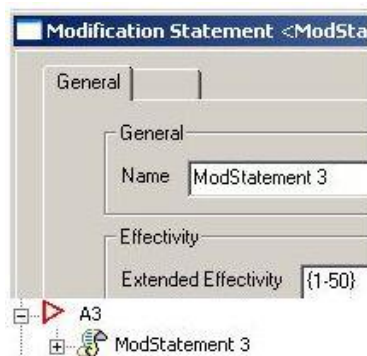 Modification Statement <ModSta
General
General
Name ModStatement 3
Effectivity
Extended Effectivity {1-50}
A3
ModStatement 3